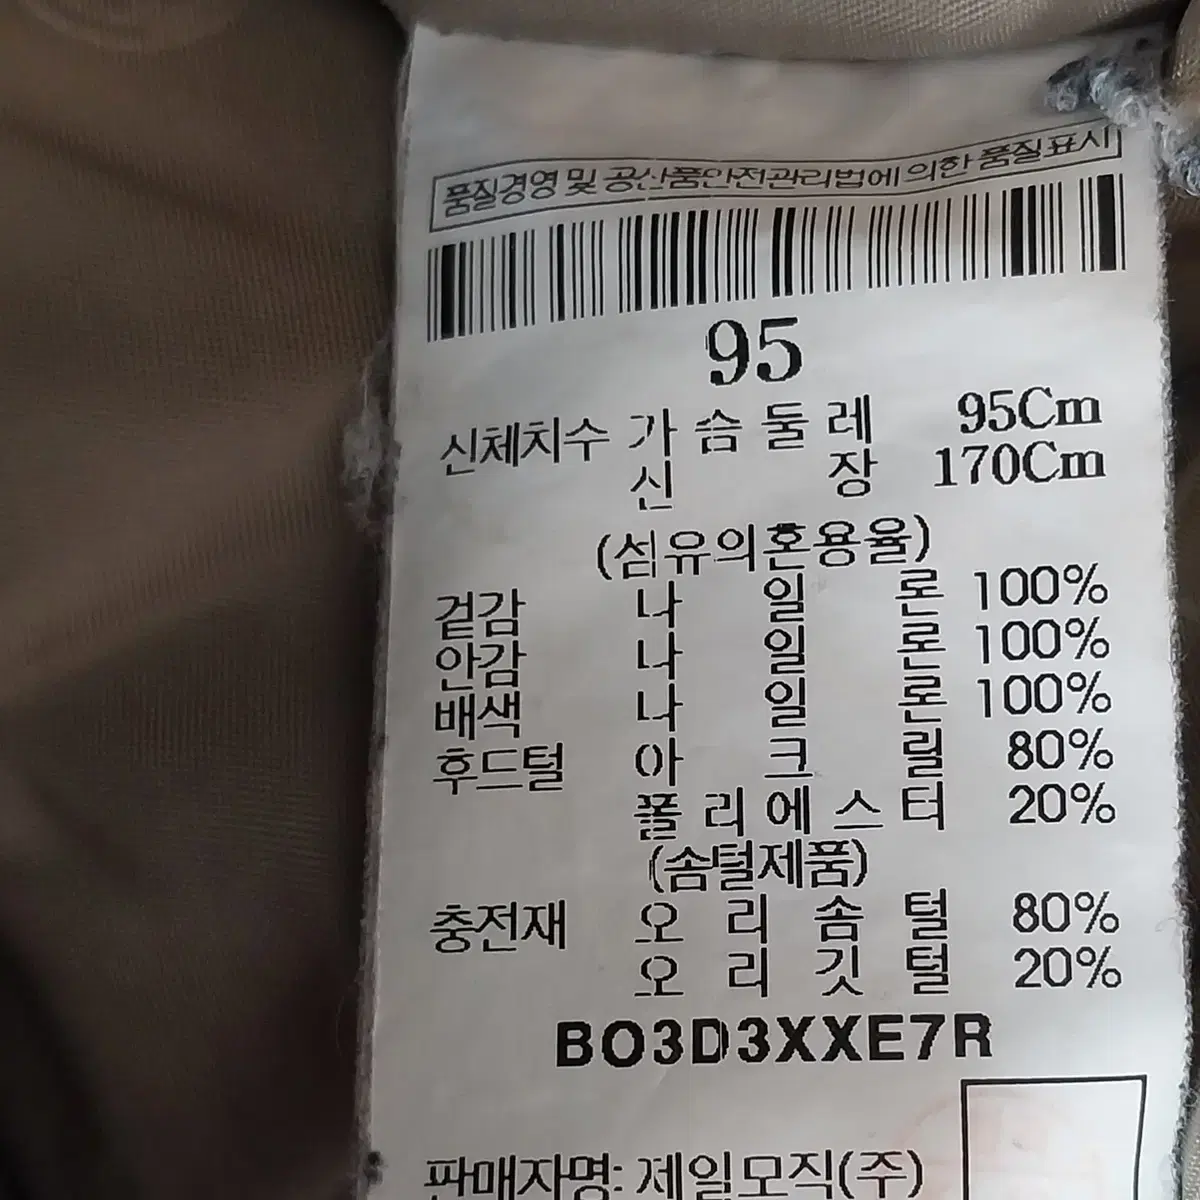 품질경영 및 공산품안전관리법에 의한 품질표시
95
신체치수 가슴둘레 95Cm
신장 170Cm
(섬유의혼용율)
겉감 나일론 100%
안감 나일론 100%
배색 나일론 100%
후드털 아크릴 80%
폴리에스터 20%
(솜털제품)
충전재 오리솜털 80%
오리깃털 20%
BO3D3XXE7R
판매자명: 제일모직(주)